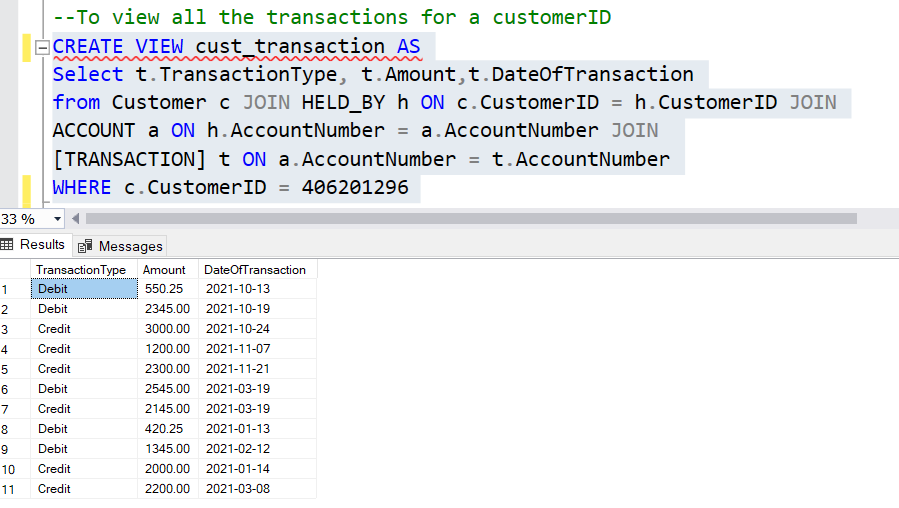 --To view all the transactions for a customerID
CREATE VIEW cust_transaction AS
Select t.TransactionType, t.Amount,t.DateOfTransaction
from Customer c JOIN HELD_BY h ON c.CustomerID = h.CustomerID JOIN
ACCOUNT a ON h.AccountNumber = a.AccountNumber JOIN
[TRANSACTION] t ON a.AccountNumber = t.AccountNumber
WHERE c.CustomerID = 406201296
33 %
Results Messages
TransactionType Amount DateOfTransaction
1 Debit 550.25 2021-10-13
2 Debit 2345.00 2021-10-19
3 Credit 3000.00 2021-10-24
4 Credit 1200.00 2021-11-07
5 Credit 2300.00 2021-11-21
6 Debit 2545.00 2021-03-19
7 Credit 2145.00 2021-03-19
8 Debit 420.25 2021-01-13
9 Debit 1345.00 2021-02-12
10 Credit 2000.00 2021-01-14
11 Credit 2200.00 2021-03-08